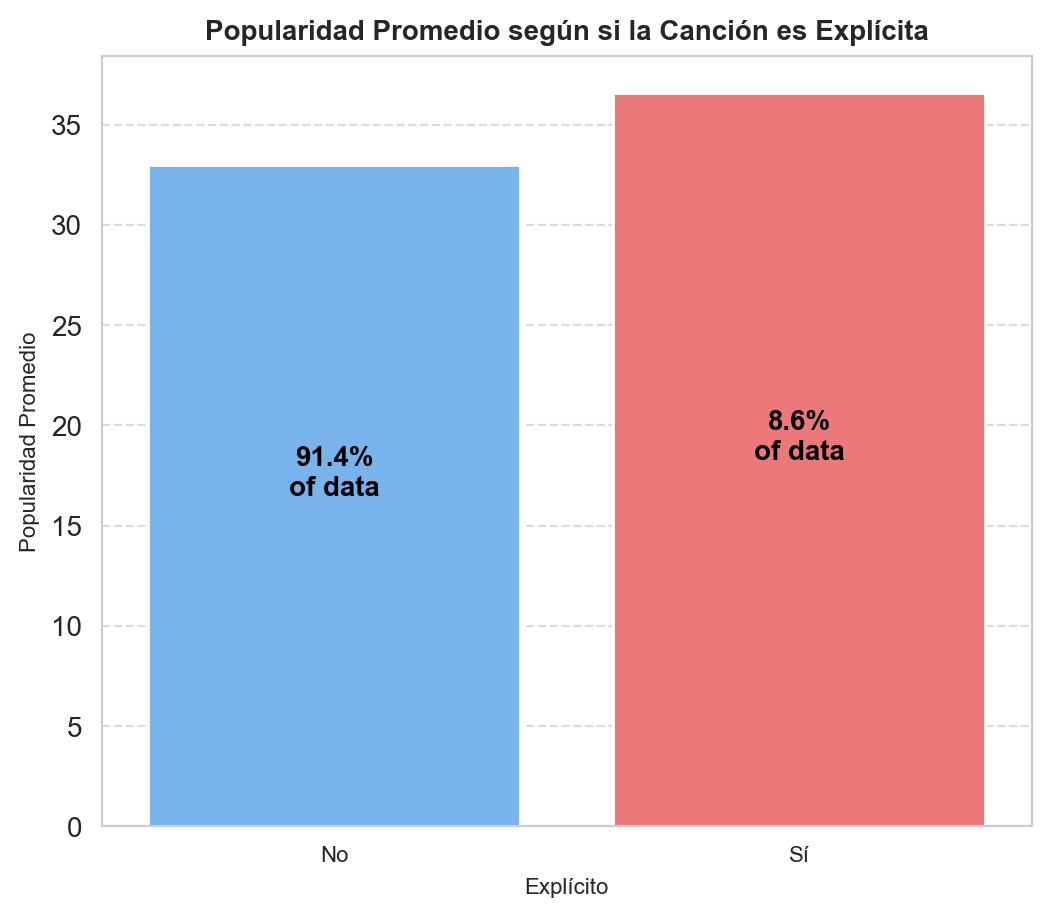 Popularidad Promedio según si la Canción es Explícita
Popularidad Promedio
35
30
25
20
15
10
5
0
91.4%
of data
8.6%
of data
No
Sí
Explícito